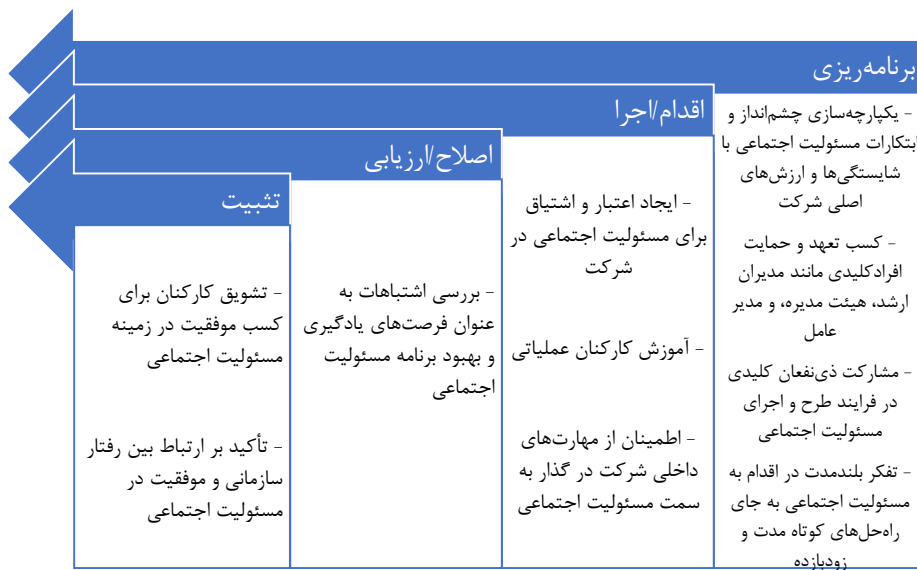 برنامه‌ریزی
- یکپارچه‌سازی چشم‌انداز و
ابتکارات مسئولیت اجتماعی با
شایستگی‌ها و ارزش‌های
اصلی شرکت
- کسب تعهد و حمایت
افرادکلیدی مانند مدیران
ارشد، هیئت مدیره، و مدیر
عامل
- مشارکت ذی‌نفعان کلیدی
در فرایند طرح و اجرای
مسئولیت اجتماعی
- تفکر بلندمدت در اقدام به
مسئولیت اجتماعی به جای
راه‌حل‌های کوتاه مدت و
زودبازده
اقدام/اجرا
- ایجاد اعتبار و اشتیاق
برای مسئولیت اجتماعی در
شرکت
- آموزش کارکنان عملیاتی
- اطمینان از مهارت‌های
داخلی شرکت در گذار به
سمت مسئولیت اجتماعی
اصلاح/ارزیابی
- بررسی اشتباهات به
عنوان فرصت‌های یادگیری
و بهبود برنامه مسئولیت
اجتماعی
تثبیت
- تشویق کارکنان برای
کسب موفقیت در زمینه
مسئولیت اجتماعی
- تأکید بر ارتباط بین رفتار
سازمانی و موفقیت در
مسئولیت اجتماعی